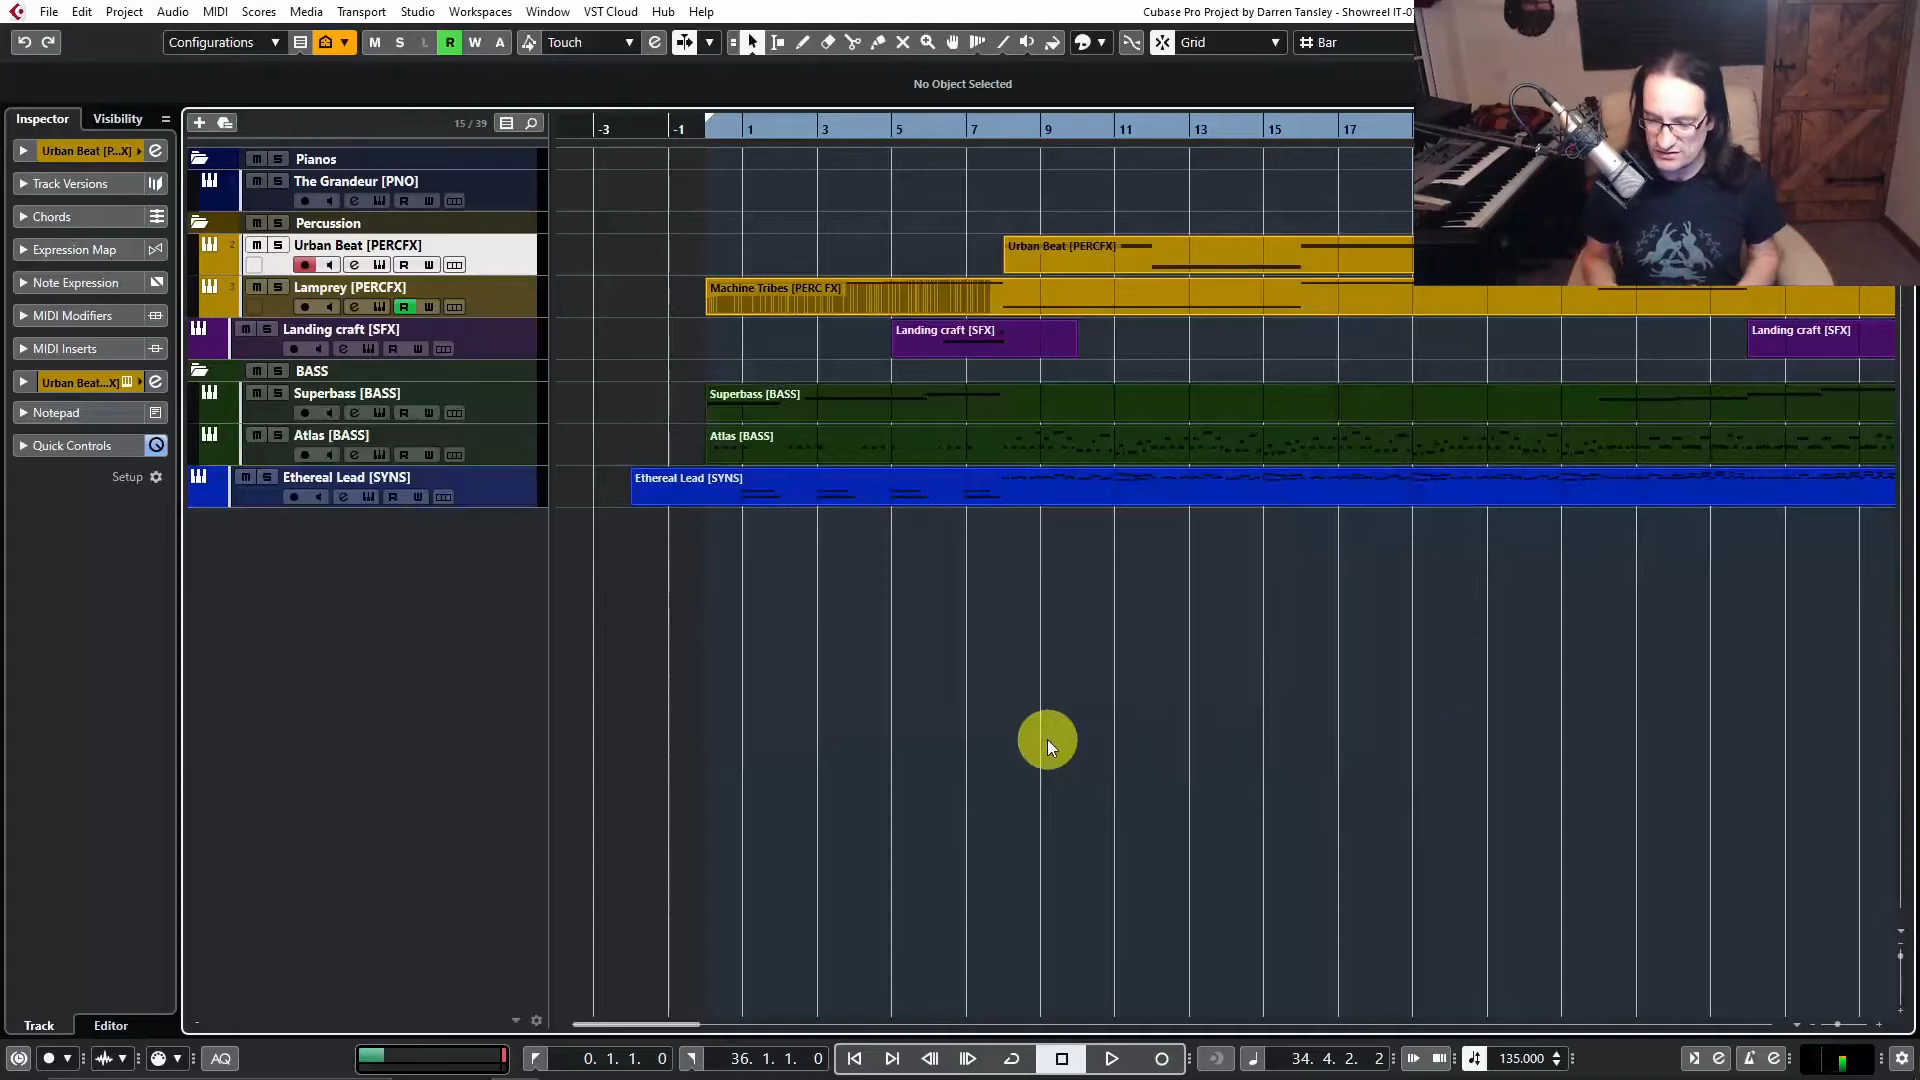 File Edit Project Audio MIDI Scores Media Transport Studio Workspaces Window VST Cloud Hub Help
Cubase Pro Project by Darren Tansley - Showreel IT-07
Configurations M S L R W A Touch Grid Bar
No Object Selected
Inspector Visibility
15 / 39
-3 -1 1 3 5 7 9 11 13 15 17
Urban Beat [P...X]
Pianos
Track Versions
The Grandeur [PNO]
Chords
Percussion
Expression Map
Urban Beat [PERCFX]
Urban Beat [PERCFX]
Note Expression
Lamprey [PERCFX]
Machine Tribes [PERC FX]
MIDI Modifiers
Landing craft [SFX]
Landing craft [SFX]
Landing craft [SFX]
MIDI Inserts
BASS
Urban Beat...X]
Superbass [BASS]
Superbass [BASS]
Notepad
Atlas [BASS]
Atlas [BASS]
Quick Controls
Setup
Ethereal Lead [SYNS]
Ethereal Lead [SYNS]
Track Editor
AQ 0. 1. 1. 0 36. 1. 1. 0 34. 4. 2. 2 135.000